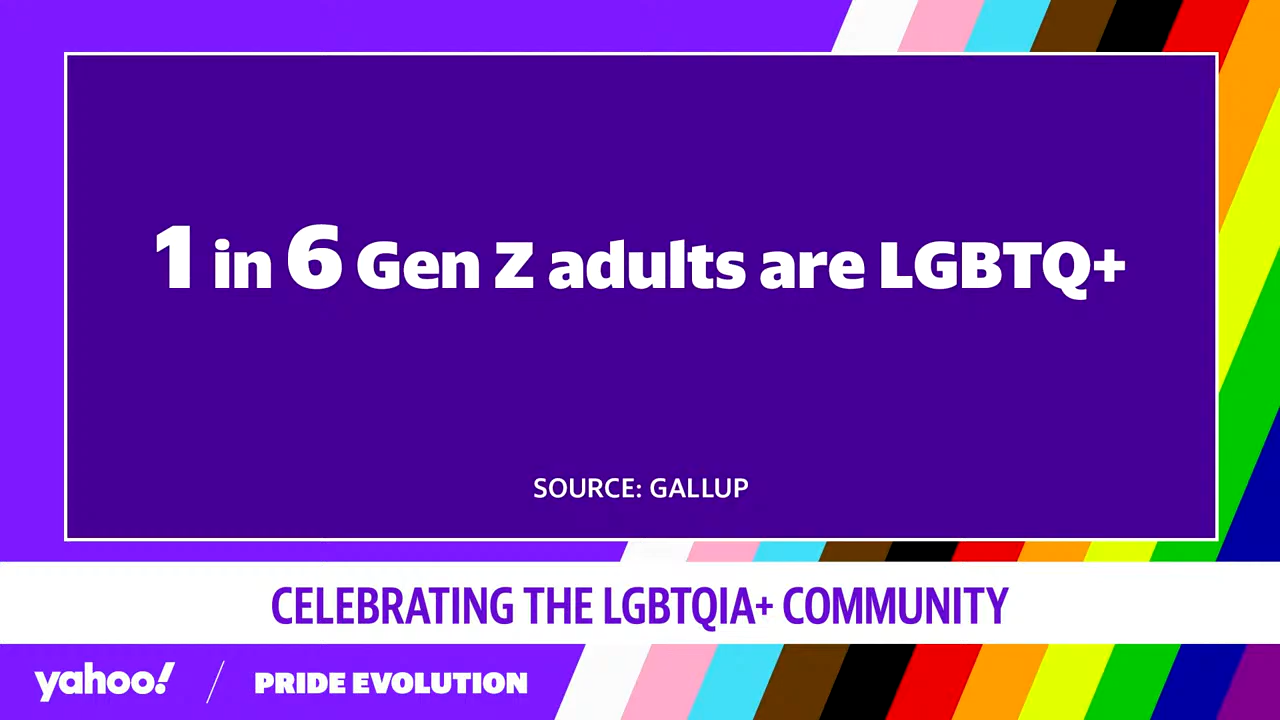 1 in 6 Gen Z adults are LGBTQ+
SOURCE: GALLUP
CELEBRATING THE LGBTQIA+ COMMUNITY
yahoo! / PRIDE EVOLUTION